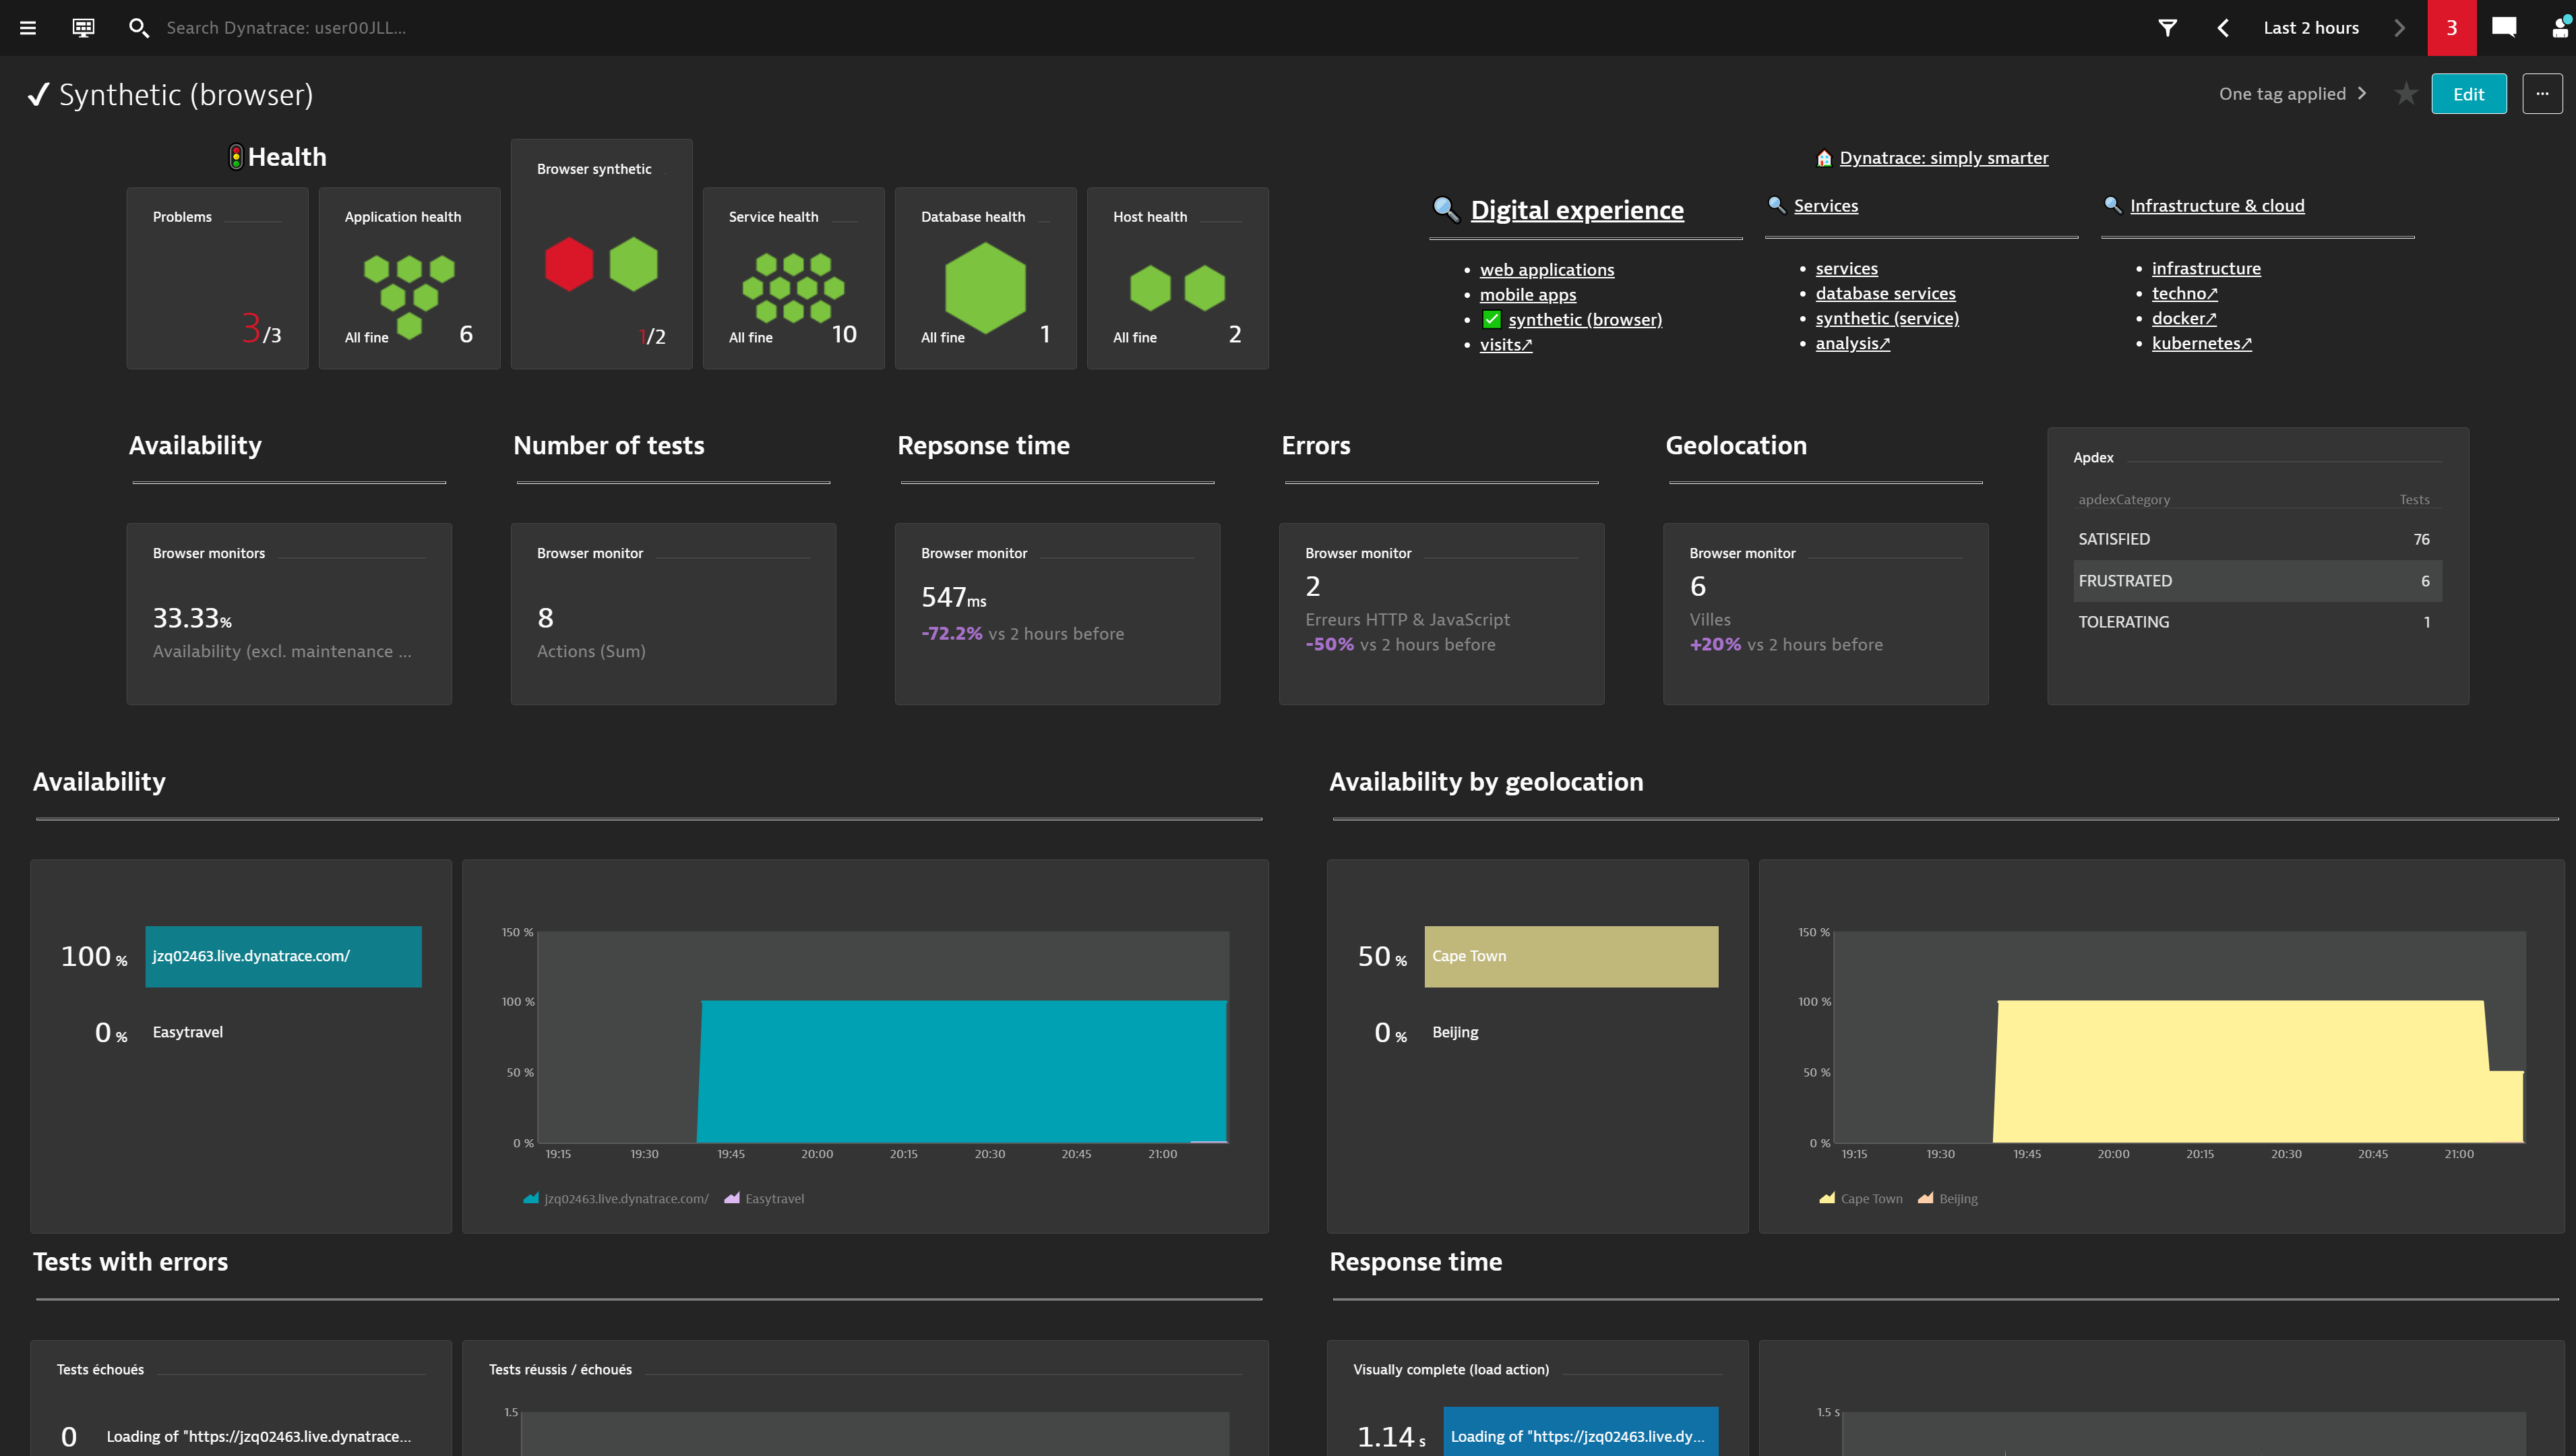 Search Dynatrace: user00JLL...
Last 2 hours
3
✓ Synthetic (browser)
One tag applied
Edit
...
🚦Health
Problems
3/3
Application health
All fine
6
Browser synthetic
1/2
Service health
All fine
10
Database health
All fine
1
Host health
All fine
2
🏠 Dynatrace: simply smarter
🔍 Digital experience
• web applications
• mobile apps
• ✅ synthetic (browser)
• visits↗
🔍 Services
• services
• database services
• synthetic (service)
• analysis↗
🔍 Infrastructure & cloud
• infrastructure
• techno↗
• docker↗
• kubernetes↗
Availability
Browser monitors
33.33%
Availability (excl. maintenance ...
Number of tests
Browser monitor
8
Actions (Sum)
Repsonse time
Browser monitor
547ms
-72.2% vs 2 hours before
Errors
Browser monitor
2
Erreurs HTTP & JavaScript
-50% vs 2 hours before
Geolocation
Browser monitor
6
Villes
+20% vs 2 hours before
Apdex
apdexCategory Tests
SATISFIED 76
FRUSTRATED 6
TOLERATING 1
Availability
100 % jzq02463.live.dynatrace.com/
0 % Easytravel
150 %
100 %
50 %
0 %
19:15 19:30 19:45 20:00 20:15 20:30 20:45 21:00
jzq02463.live.dynatrace.com/ Easytravel
Availability by geolocation
50 % Cape Town
0 % Beijing
150 %
100 %
50 %
0 %
19:15 19:30 19:45 20:00 20:15 20:30 20:45 21:00
Cape Town Beijing
Tests with errors
Tests échoués
0 Loading of "https://jzq02463.live.dynatrace...
Tests réussis / échoués
1.5
Response time
Visually complete (load action)
1.14 s Loading of "https://jzq02463.live.dy...
1.5 s